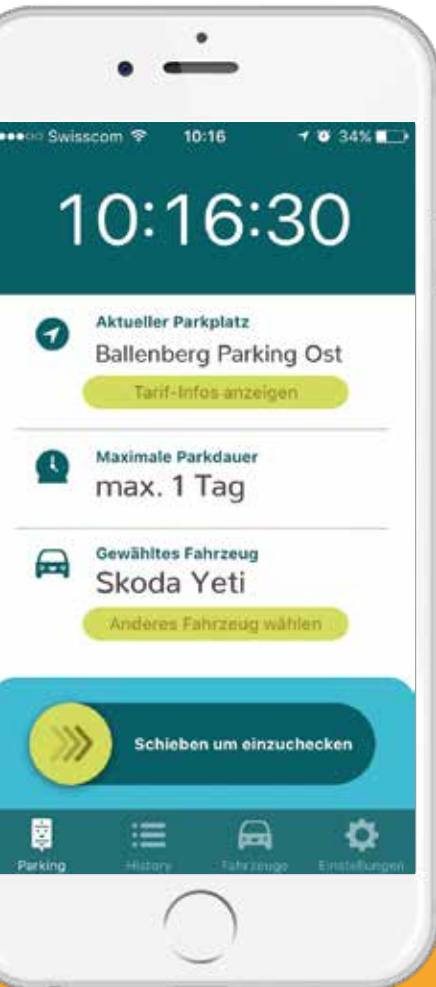 Swisscom 10:16 34%
10:16:30
Aktueller Parkplatz
Ballenberg Parking Ost
Tarif-Infos anzeigen
Maximale Parkdauer
max. 1 Tag
Gewähltes Fahrzeug
Skoda Yeti
Anderes Fahrzeug wählen
Schieben um einzuchecken
Parking History Fahrzeuge Einstellungen